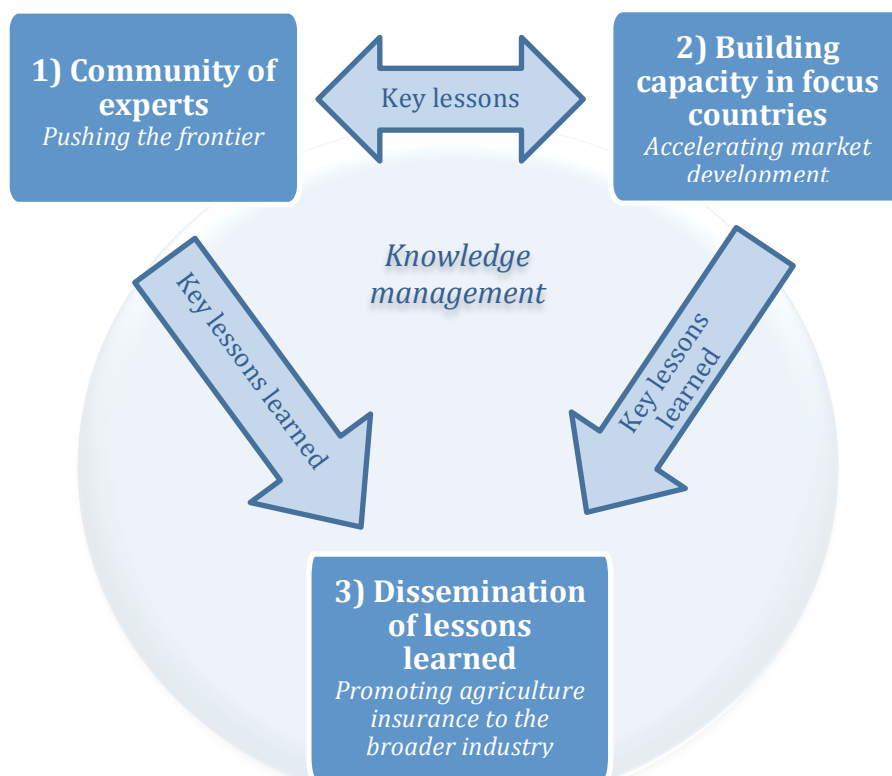 1) Community of
experts
Pushing the frontier
Key lessons
2) Building
capacity in focus
countries
Accelerating market
development
Knowledge
management
Key lessons learned
Key lessons
learned
3) Dissemination
of lessons
learned
Promoting agriculture
insurance to the
broader industry